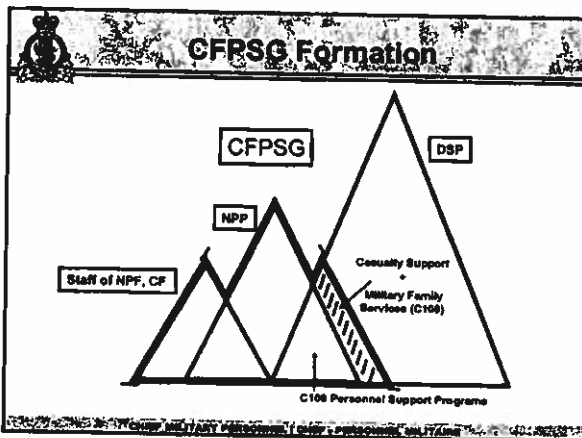 CFPSG Formation
CFPSG
DSP
NPP
Staff of NPF, CF
Casualty Support
+
Military Family
Services (C108)
C108 Personnel Support Programs
CHIEF MILITARY PERSONNEL | CHEF - PERSONNEL MILITAIRE